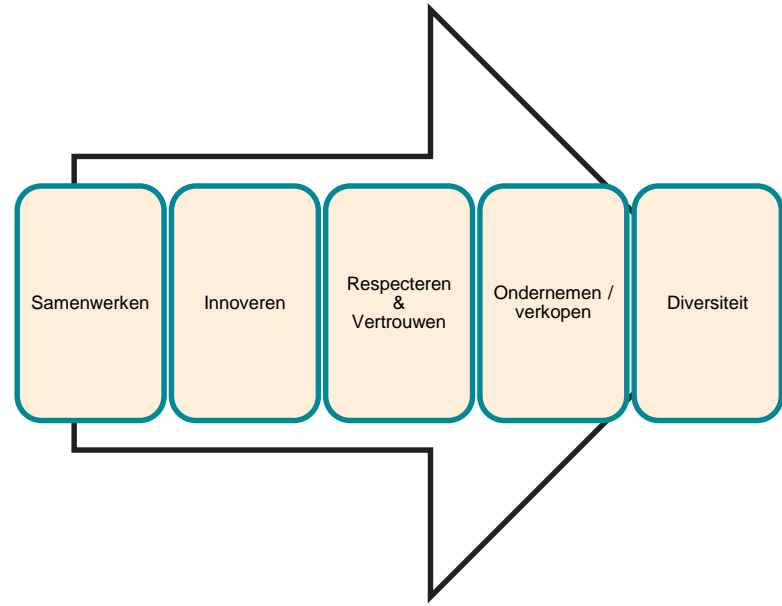 Samenwerken
Innoveren
Respecteren
&
Vertrouwen
Ondernemen /
verkopen
Diversiteit